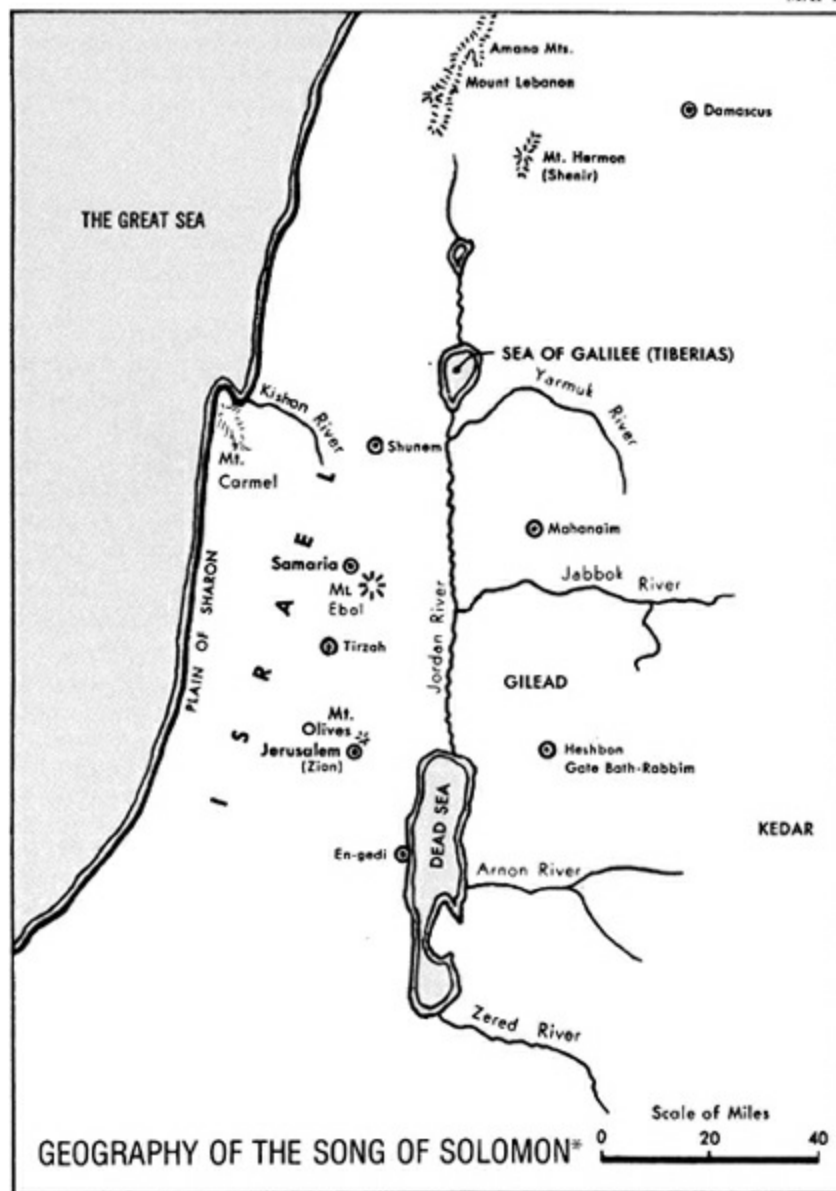 Amana Mts.
Mount Lebanon
Damascus
Mt. Hermon
(Shenir)
THE GREAT SEA
SEA OF GALILEE (TIBERIAS)
Yarmuk River
Kishon River
Shunem
Mt.
Carmel
ISRAEL
Mahanaim
Samaria
Mt.
Ebal
Jabbok River
PLAIN OF SHARON
Tirzah
Jordan River
GILEAD
Mt.
Olives
Jerusalem
(Zion)
Heshbon
Gate Bath-Rabbim
DEAD SEA
KEDAR
En-gedi
Arnon River
Zered River
Scale of Miles
0 20 40
GEOGRAPHY OF THE SONG OF SOLOMON*